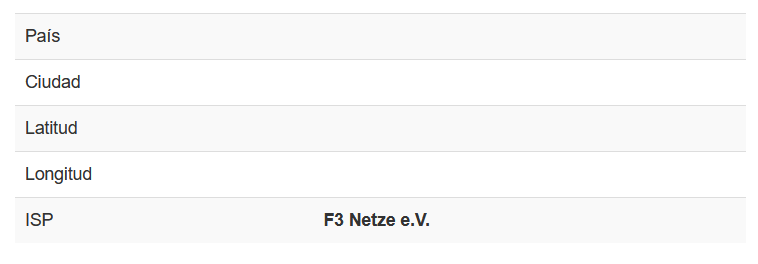 País
Ciudad
Latitud
Longitud
ISP F3 Netze e.V.